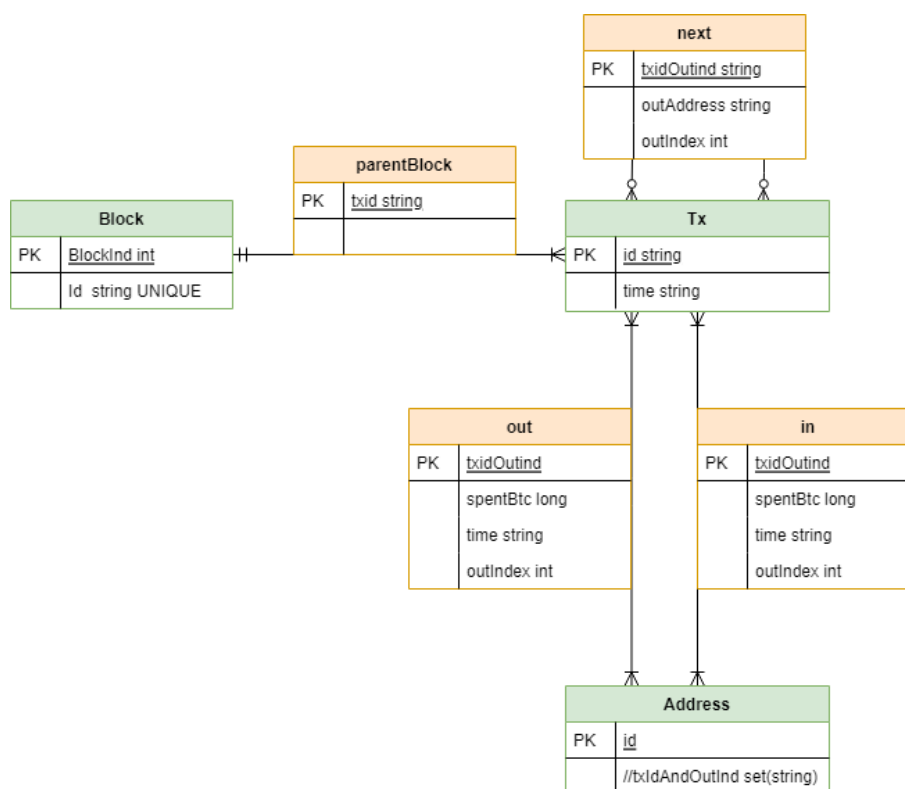 next
PK txidOutind string
outAddress string
outIndex int
parentBlock
PK txid string
Block
PK BlockInd int
Id string UNIQUE
Tx
PK id string
time string
out
PK txidOutind
spentBtc long
time string
outIndex int
in
PK txidOutind
spentBtc long
time string
outIndex int
Address
PK id
//txIdAndOutInd set(string)